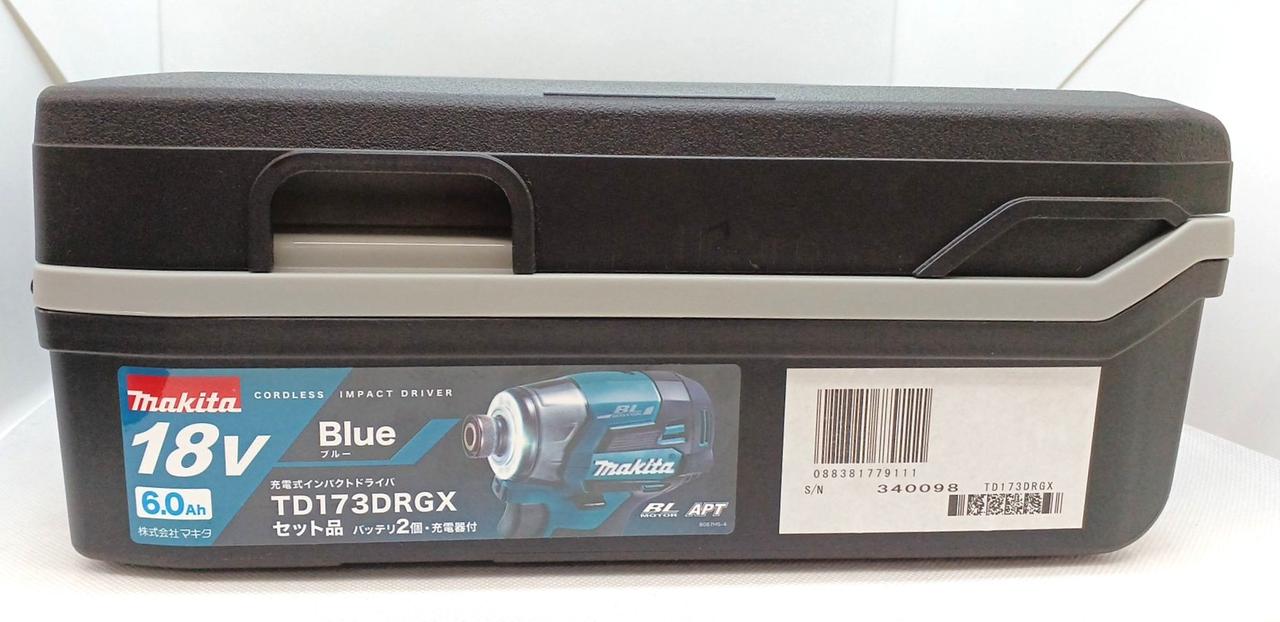 makita
CORDLESS IMPACT DRIVER
18V
Blue
ブルー
6.0Ah
充電式インパクトドライバ
TD173DRGX
セット品 バッテリ2個・充電器付
株式会社マキタ
BL
makita
BL
MOTOR
APT
088381779111
S/N 340098 TD173DRGX